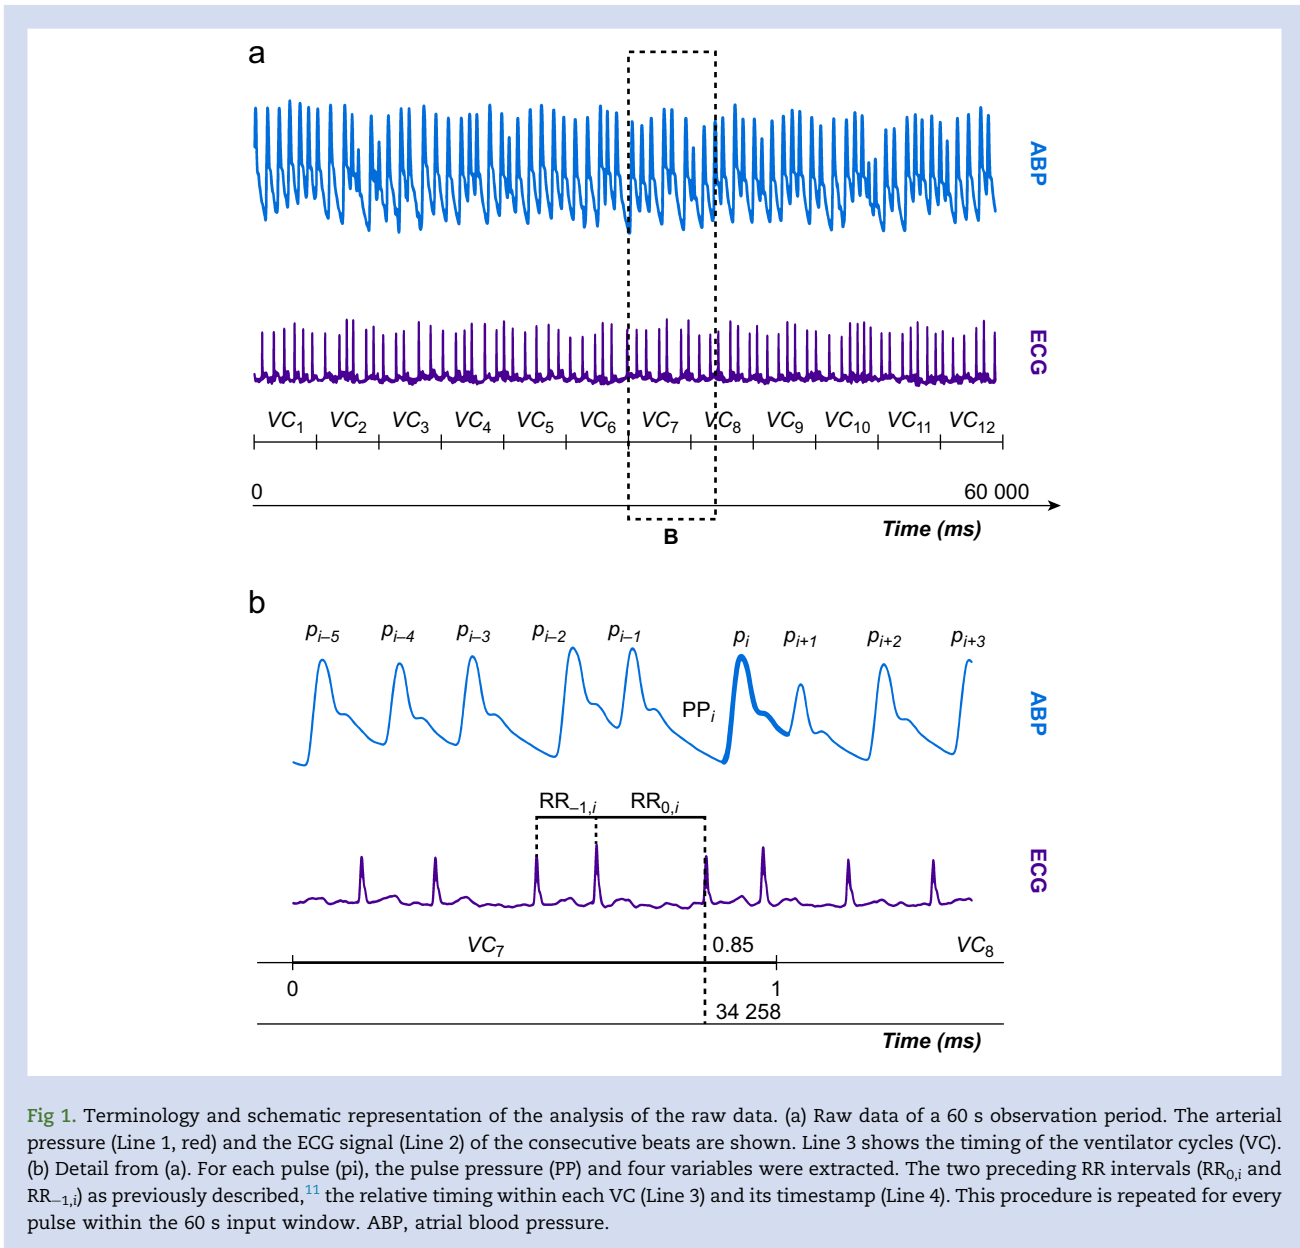 a
ABP
ECG
VC1 VC2 VC3 VC4 VC5 VC6 VC7 VC8 VC9 VC10 VC11 VC12
0 60 000
Time (ms)
B
b
pi–5 pi–4 pi–3 pi–2 pi–1 pi pi+1 pi+2 pi+3
PPi
ABP
RR–1,i RR0,i
ECG
VC7 0.85 VC8
0 1
34 258
Time (ms)
Fig 1. Terminology and schematic representation of the analysis of the raw data. (a) Raw data of a 60 s observation period. The arterial
pressure (Line 1, red) and the ECG signal (Line 2) of the consecutive beats are shown. Line 3 shows the timing of the ventilator cycles (VC).
(b) Detail from (a). For each pulse (pi), the pulse pressure (PP) and four variables were extracted. The two preceding RR intervals (RR0,i and
RR−1,i) as previously described,11 the relative timing within each VC (Line 3) and its timestamp (Line 4). This procedure is repeated for every
pulse within the 60 s input window. ABP, atrial blood pressure.